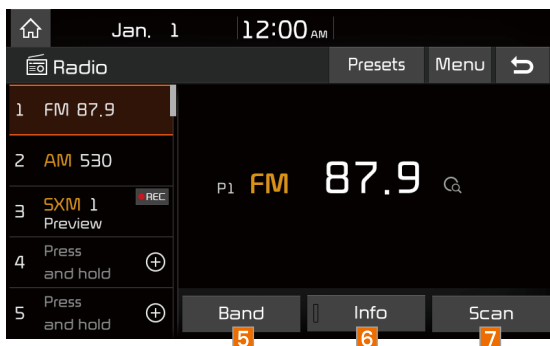 Jan. 1 12:00 AM
Radio Presets Menu
1 FM 87.9
2 AM 530
3 SXM 1 REC
Preview
P1 FM 87.9
4 Press
and hold
5 Press
and hold
Band Info Scan
5 6 7